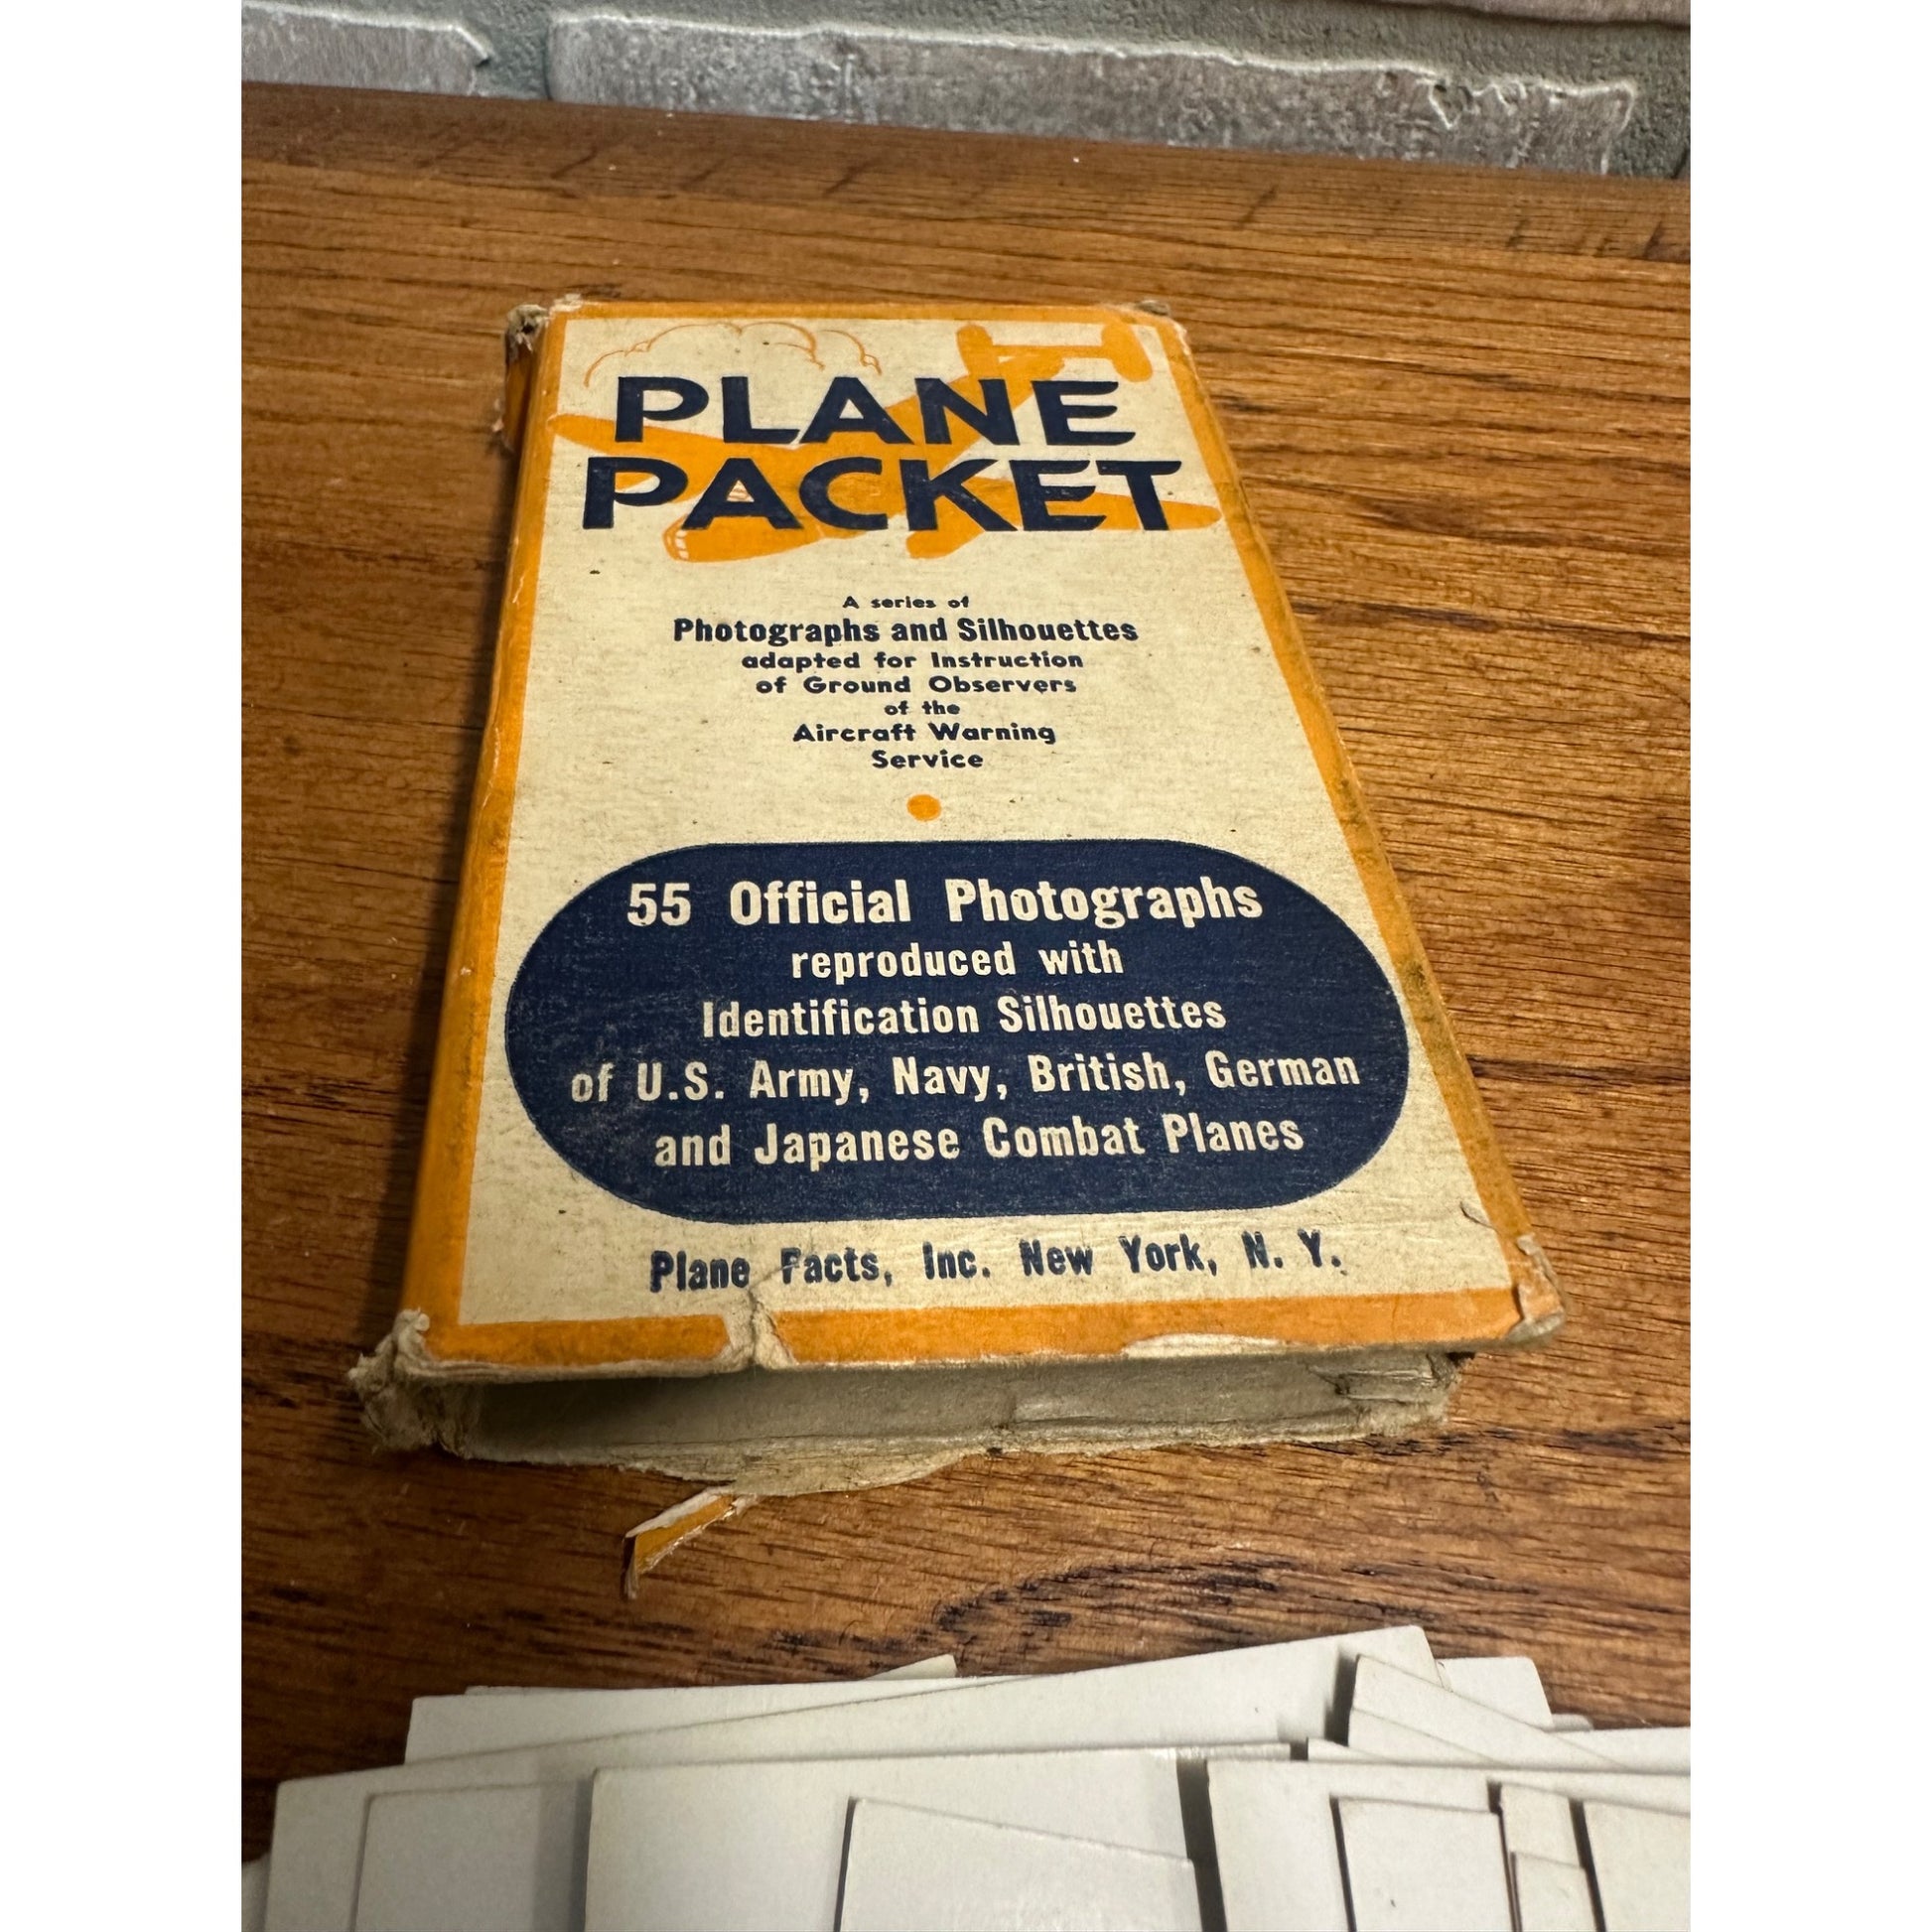 PLANE
PACKET
A series of
Photographs and Silhouettes
adapted for Instruction
of Ground Observers
of the
Aircraft Warning
Service
55 Official Photographs
reproduced with
Identification Silhouettes
of U.S. Army, Navy, British, German
and Japanese Combat Planes
Plane Facts, Inc. New York, N. Y.